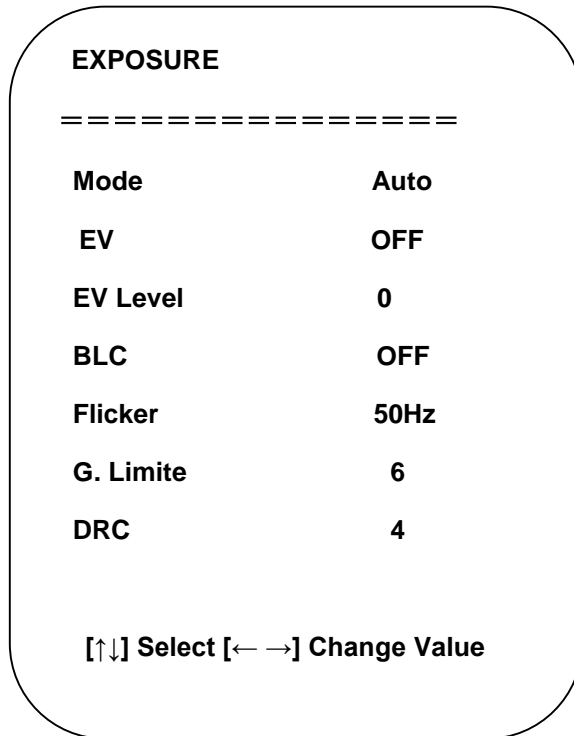 EXPOSURE
===============
Mode Auto
EV OFF
EV Level 0
BLC OFF
Flicker 50Hz
G. Limite 6
DRC 4
[↑↓] Select [← →] Change Value